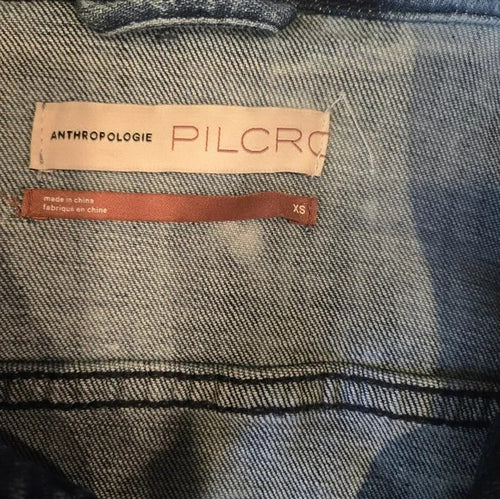 ANTHROPOLOGIE PILCRO
made in china
fabriqué en chine
XS